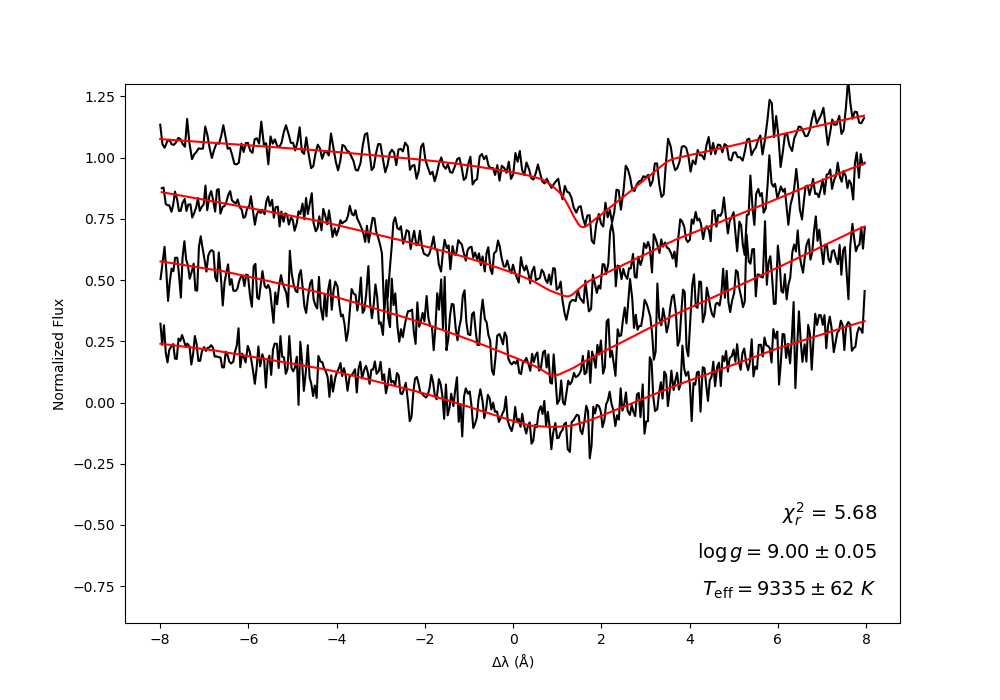 1.25
1.00
0.75
0.50
0.25
0.00
−0.25
−0.50
−0.75
Normalized Flux
χ²ᵣ = 5.68
log g = 9.00 ± 0.05
T_eff = 9335 ± 62 K
−8 −6 −4 −2 0 2 4 6 8
Δλ (Å)